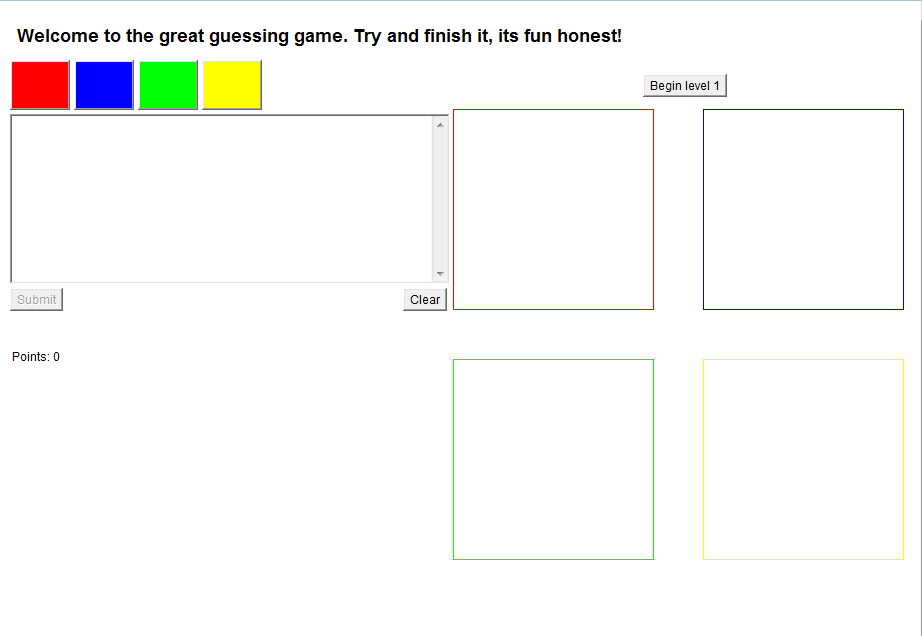 Welcome to the great guessing game. Try and finish it, its fun honest!
Begin level 1
Submit
Clear
Points: 0